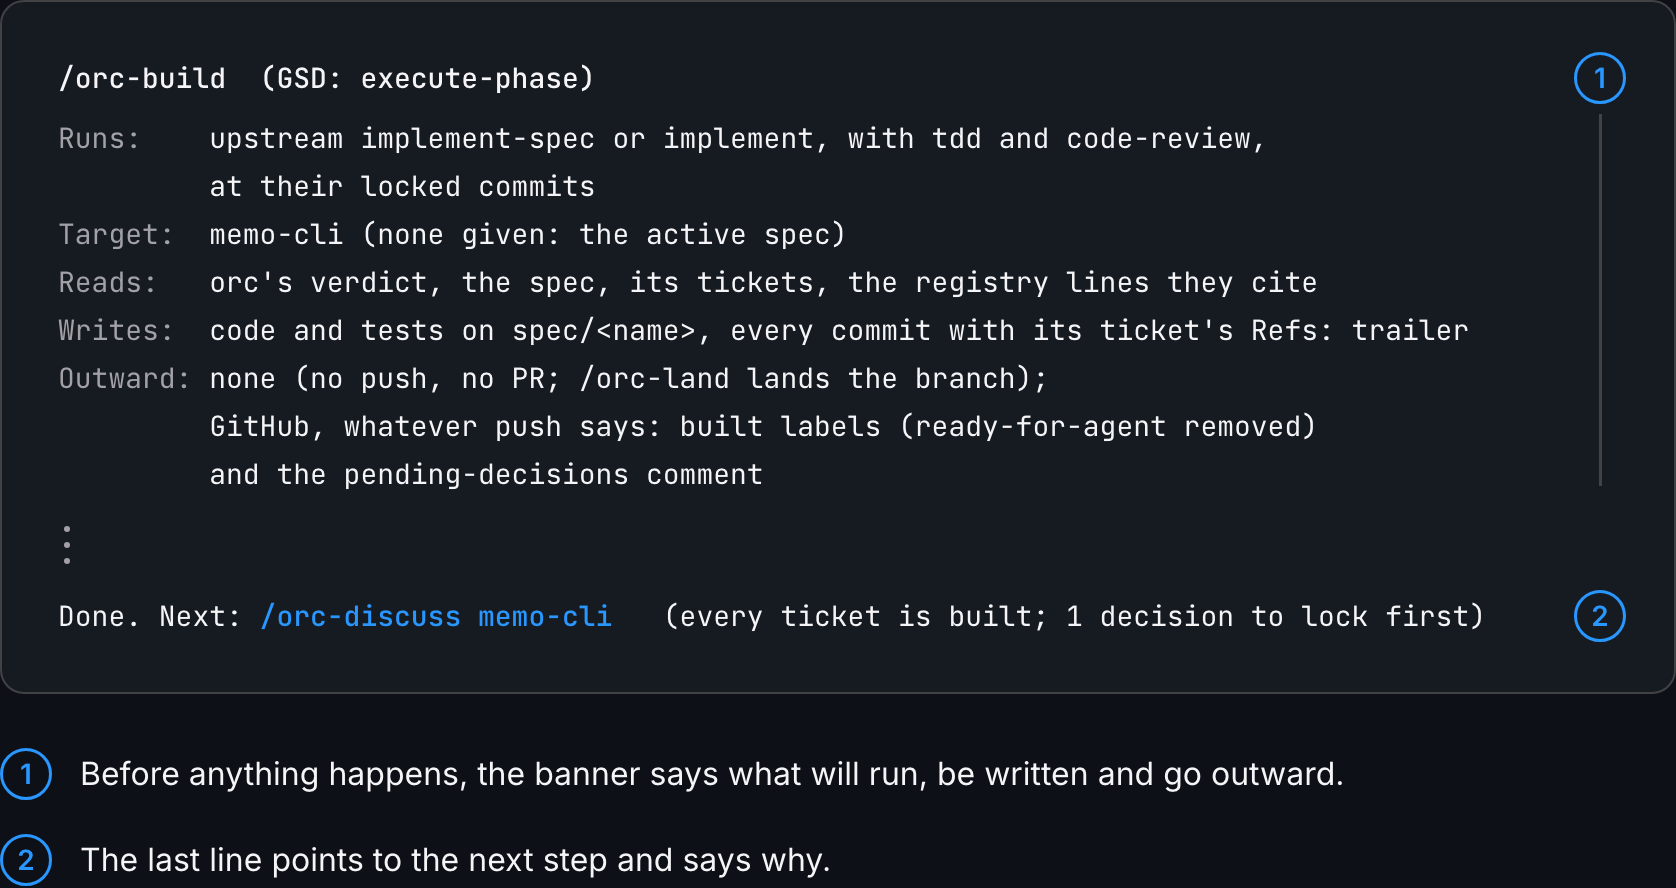 /orc-build  (GSD: execute-phase)
1
Runs:    upstream implement-spec or implement, with tdd and code-review,
at their locked commits
Target:  memo-cli (none given: the active spec)
Reads:   orc's verdict, the spec, its tickets, the registry lines they cite
Writes:  code and tests on spec/<name>, every commit with its ticket's Refs: trailer
Outward: none (no push, no PR; /orc-land lands the branch);
GitHub, whatever push says: built labels (ready-for-agent removed)
and the pending-decisions comment
Done. Next: /orc-discuss memo-cli   (every ticket is built; 1 decision to lock first)
2
1 Before anything happens, the banner says what will run, be written and go outward.
2 The last line points to the next step and says why.